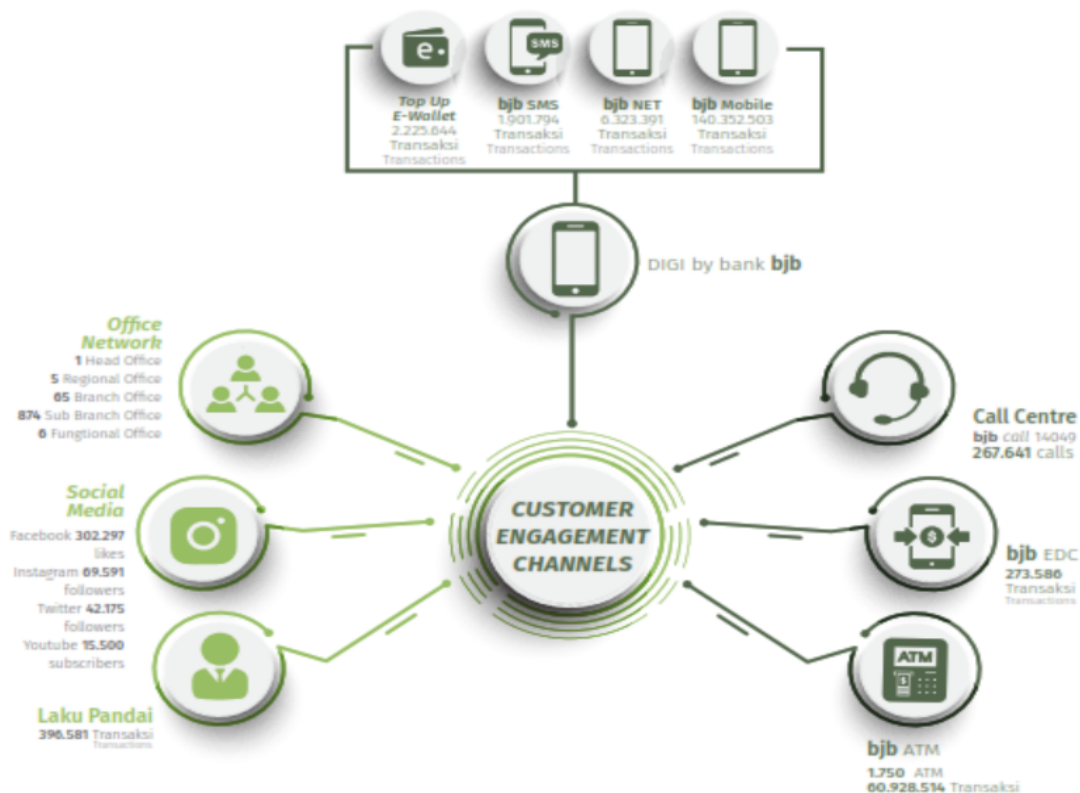 e
SMS
Top Up
E-Wallet
2.225.644
Transaksi
Transactions
bjb SMS
1.901.794
Transaksi
Transactions
bjb NET
6.323.391
Transaksi
Transactions
bjb Mobile
140.352.503
Transaksi
Transactions
DIGI by bank bjb
Office
Network
1 Head Office
5 Regional Office
65 Branch Office
874 Sub Branch Office
6 Fungtional Office
Social
Media
Facebook 302.297
likes
Instagram 69.591
followers
Twitter 42.175
followers
Youtube 15.500
subscribers
Laku Pandai
396.581 Transaksi
Transactions
CUSTOMER
ENGAGEMENT
CHANNELS
Call Centre
bjb call 14049
267.641 calls
$
bjb EDC
273.586
Transaksi
Transactions
ATM
$
bjb ATM
1.750 ATM
60.928.514 Transaksi